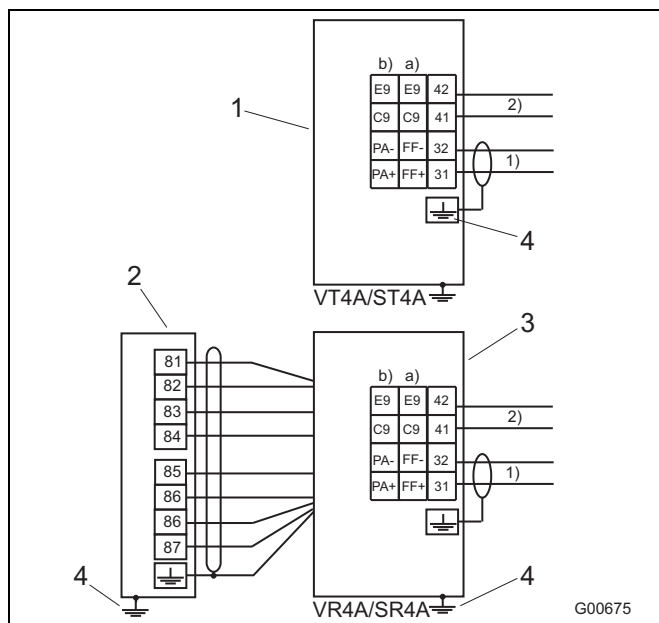 b) a)
E9 E9 42
1
2)
C9 C9 41
PA- FF- 32
1)
PA+ FF+ 31
4
VT4A/ST4A
2
3
81
82
83
84
85
86
86
87
b) a)
E9 E9 42
2)
C9 C9 41
PA- FF- 32
1)
PA+ FF+ 31
4
4
VR4A/SR4A
G00675